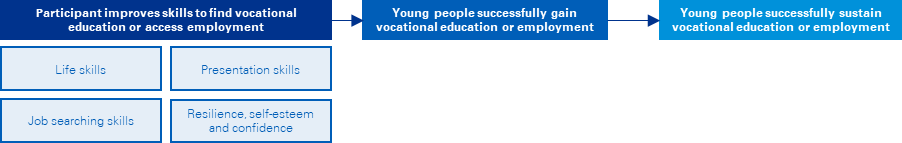 Participant improves skills to find vocational
education or access employment
Young people successfully gain
vocational education or employment
Young people successfully sustain
vocational education or employment
Life skills
Presentation skills
Job searching skills
Resilience, self-esteem
and confidence